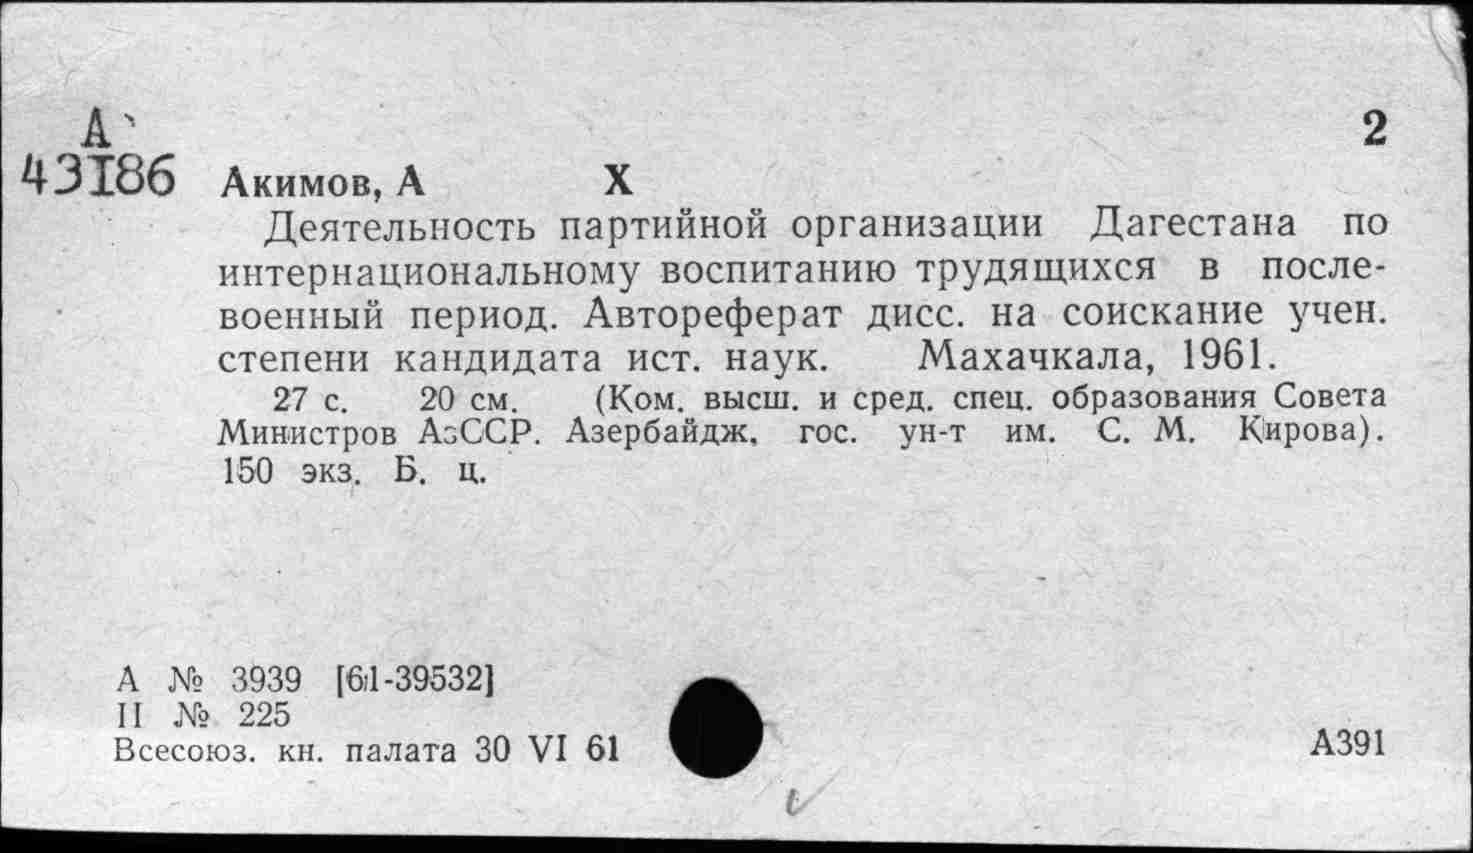 А
43186
2
Акимов, А Х
Деятельность партийной организации Дагестана по
интернациональному воспитанию трудящихся в после-
военный период. Автореферат дисс. на соискание учен.
степени кандидата ист. наук. Махачкала, 1961.
27 с. 20 см. (Ком. высш. и сред. спец. образования Совета
Министров АзССР. Азербайдж. гос. ун-т им. С. М. Кирова).
150 экз. Б. ц.
А № 3939 [61-39532]
II № 225
Всесоюз. кн. палата 30 VI 61
А391